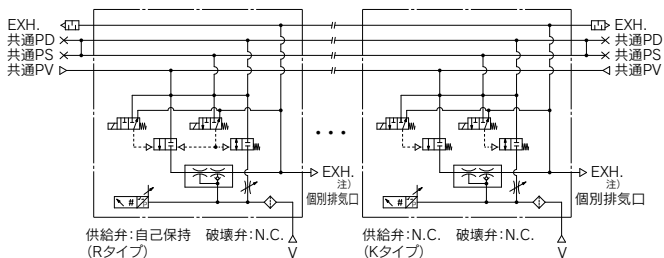 EXH.
共通PD
共通PS
共通PV
EXH.
共通PD
共通PS
共通PV
EXH.
注)
個別排気口
EXH.
注)
個別排気口
#
#
供給弁:自己保持
(Rタイプ)
破壊弁:N.C.
V
供給弁:N.C.
(Kタイプ)
破壊弁:N.C.
V